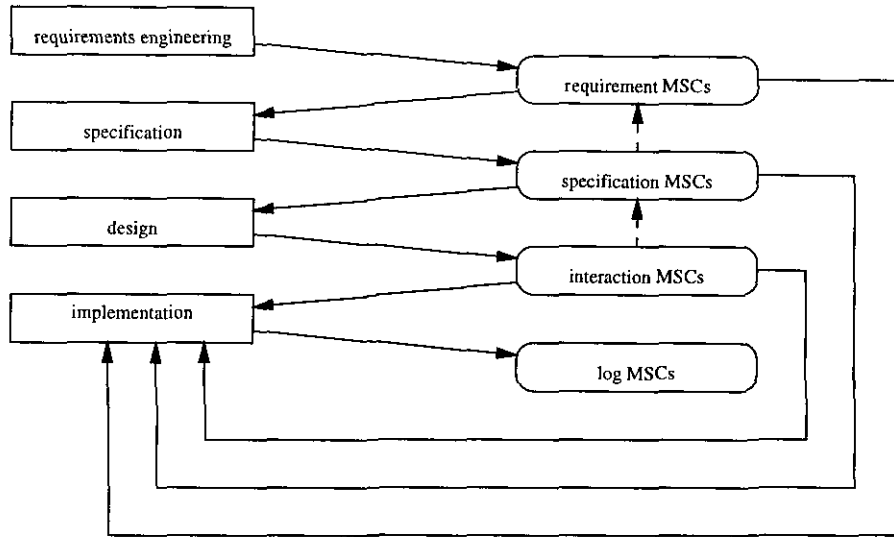 requirements engineering
requirement MSCs
specification
specification MSCs
design
interaction MSCs
implementation
log MSCs